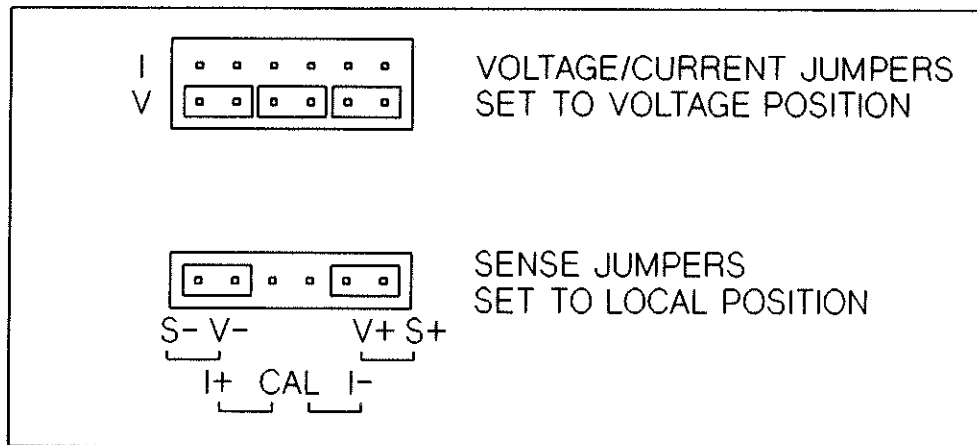 I
V
VOLTAGE/CURRENT JUMPERS
SET TO VOLTAGE POSITION
SENSE JUMPERS
SET TO LOCAL POSITION
S- V- V+ S+
I+ CAL I-